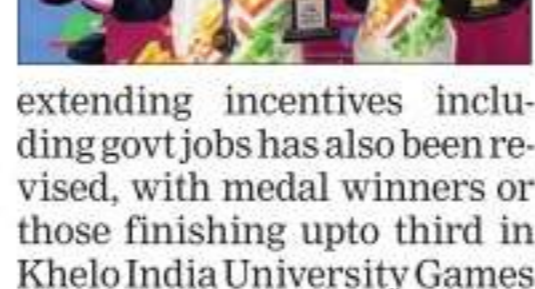 extending incentives inclu-
ding govt jobs has also been re-
vised, with medal winners or
those finishing upto third in
Khelo India University Games